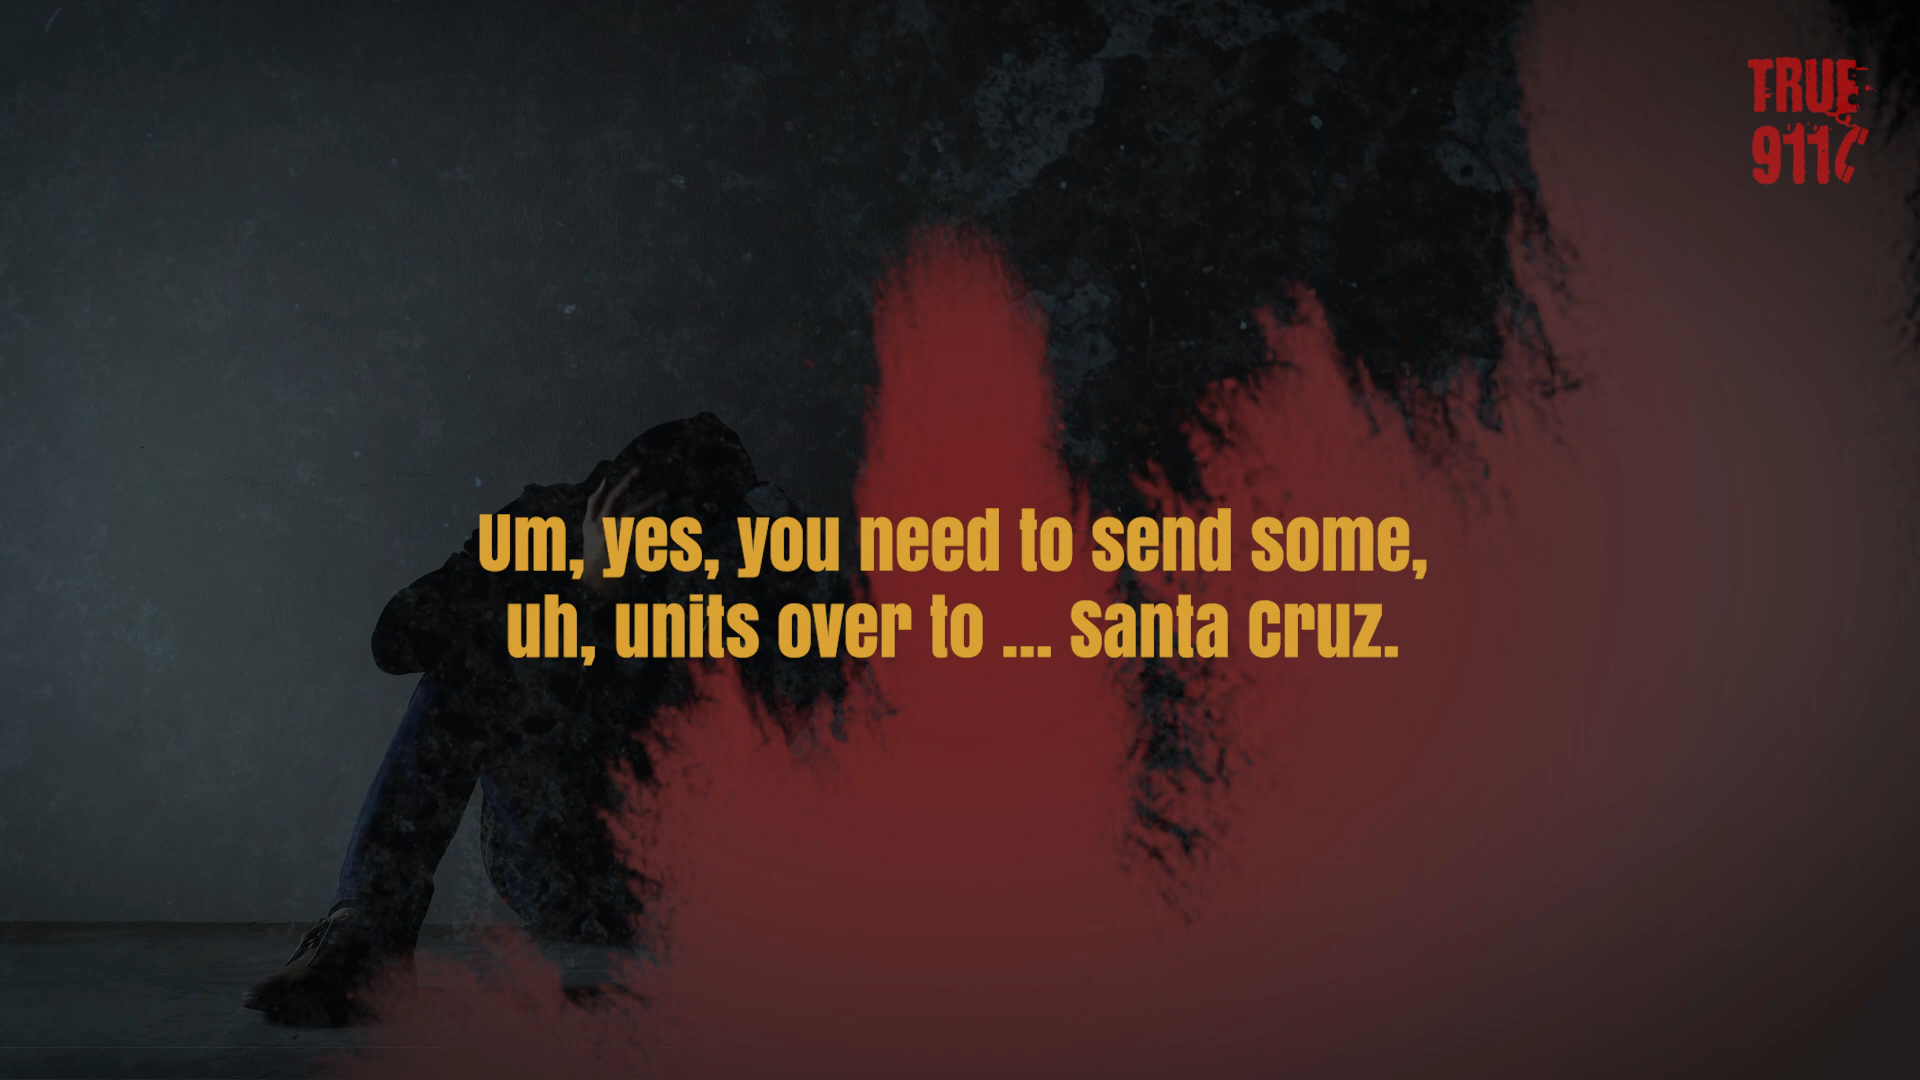 TRUE
911
Um, yes, you need to send some,
uh, units over to ... Santa Cruz.